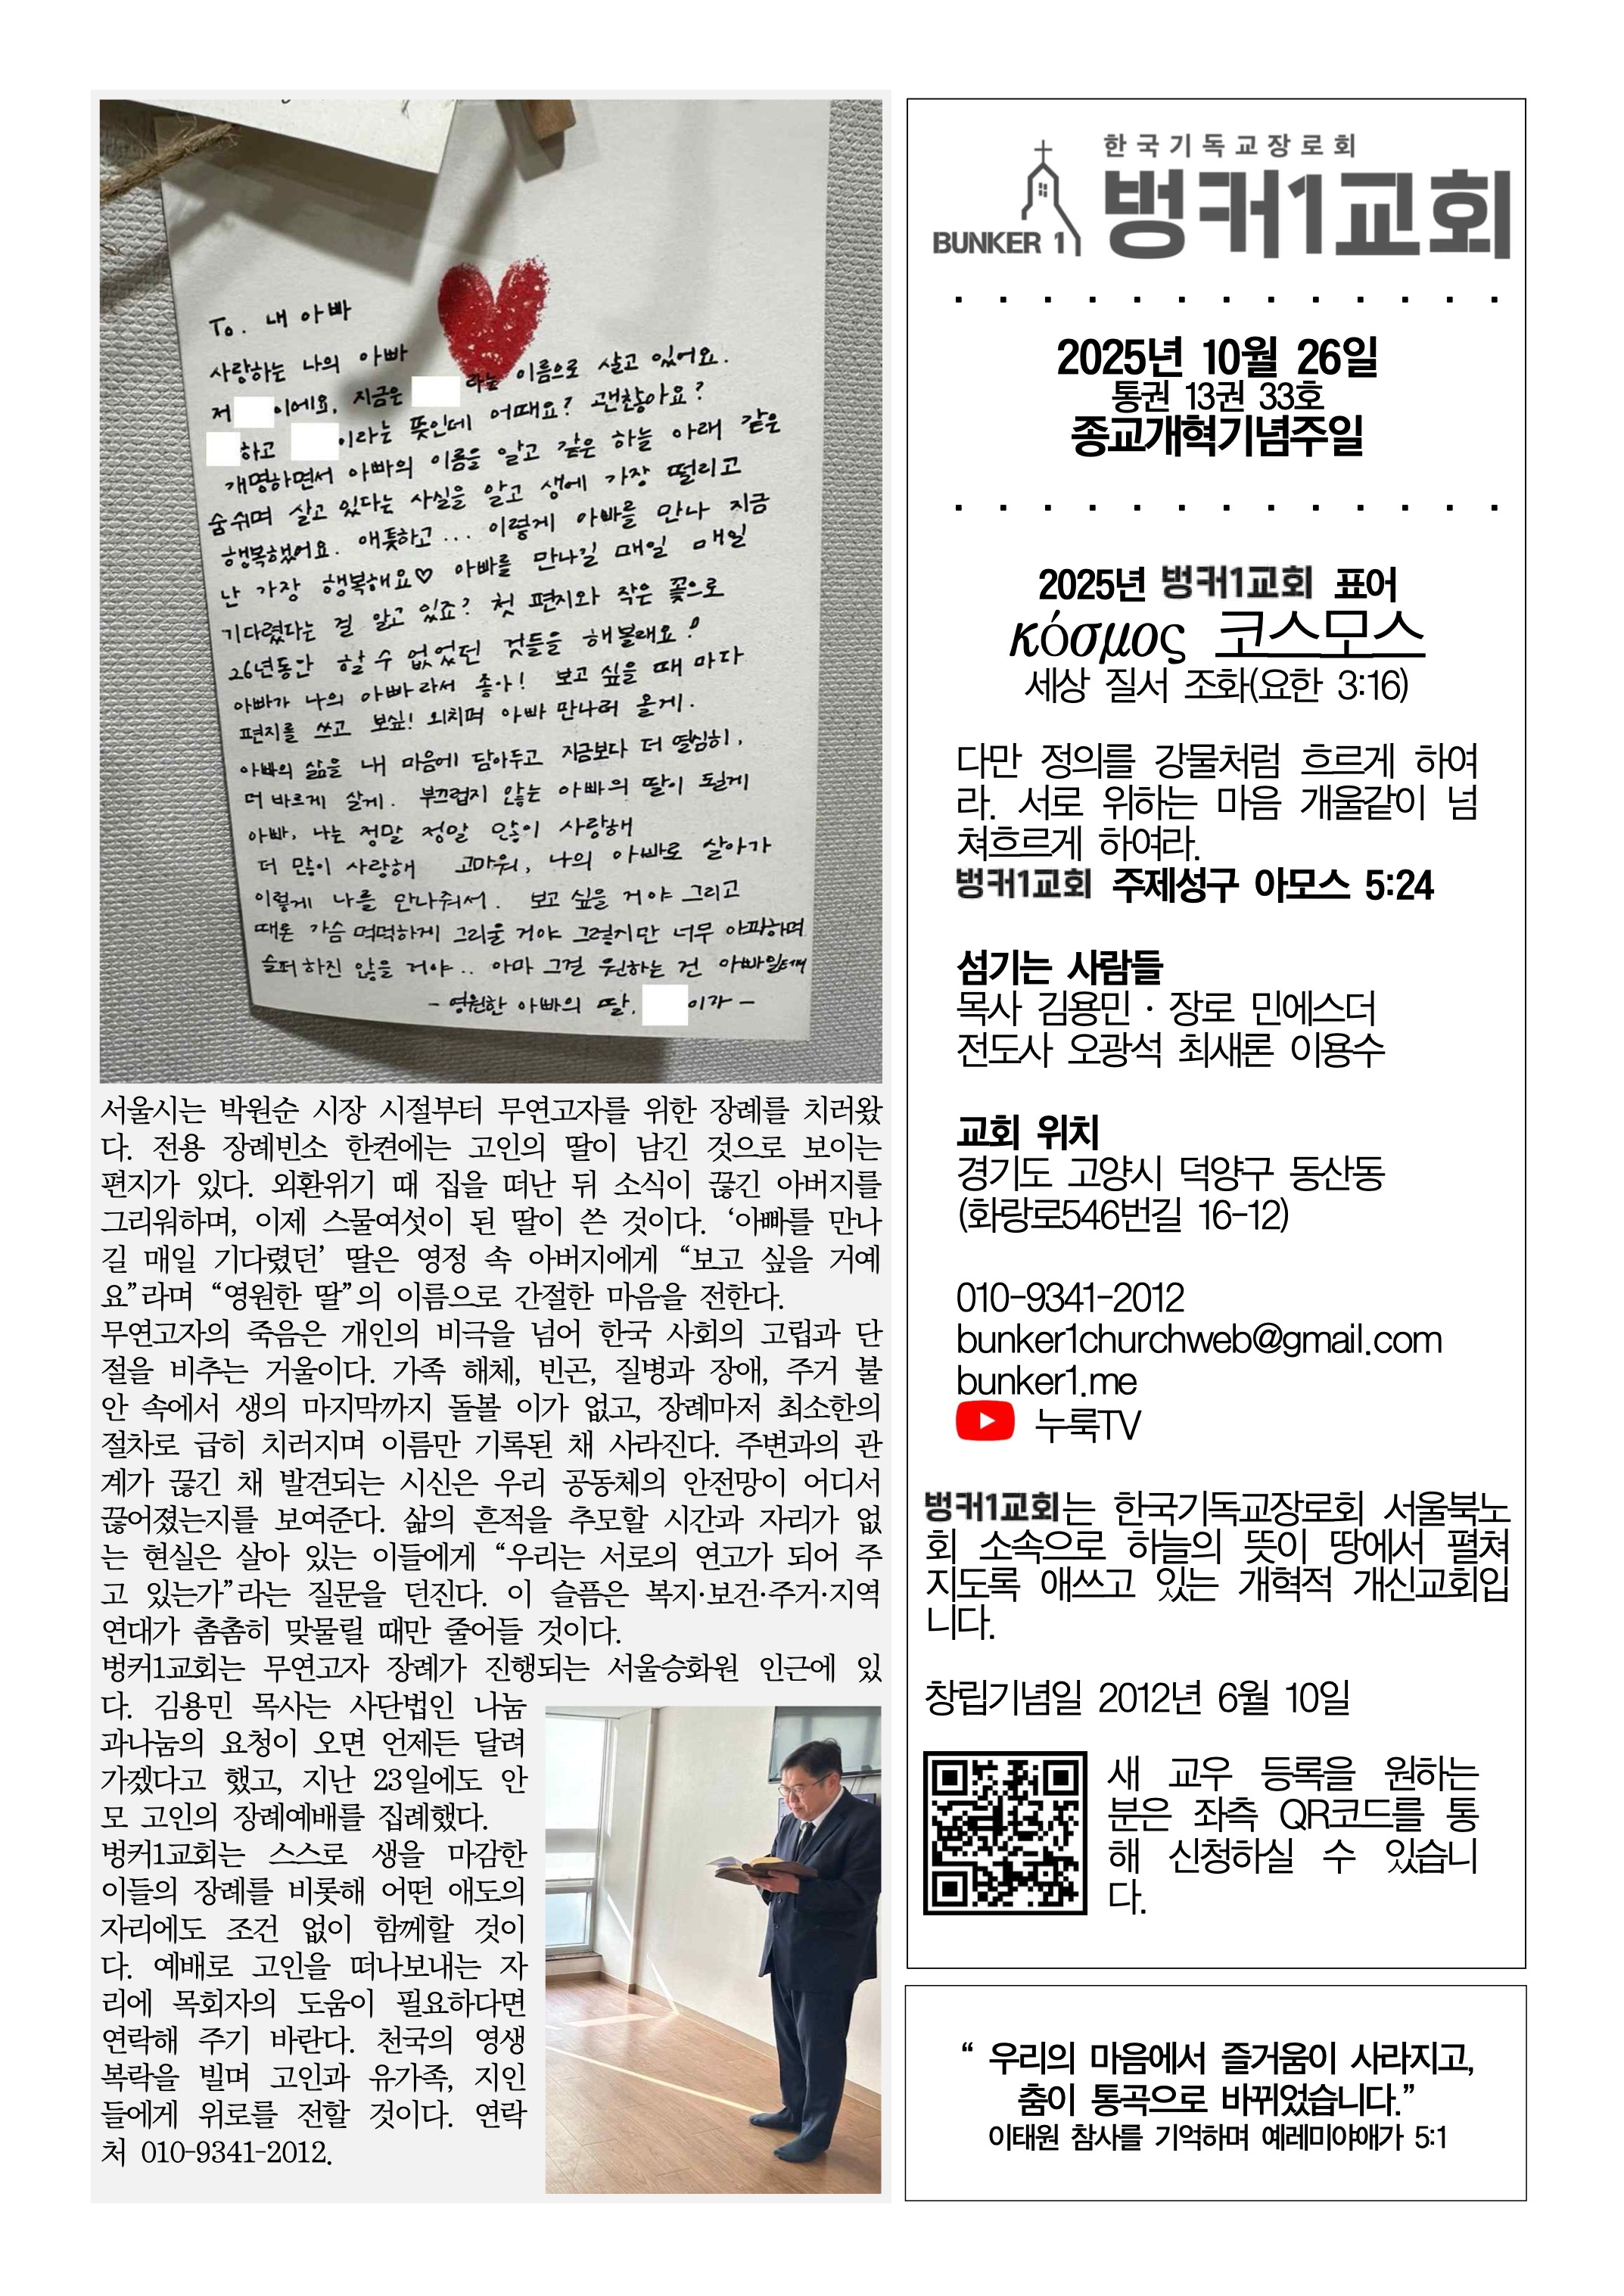 To. 내 아빠
사랑하는 나의 아빠
저 이에요, 지금은 라는 이름으로 살고 있어요.
하고 이라는 뜻인데 어때요? 괜찮아요?
개명하면서 아빠의 이름을 알고 같은 하늘 아래 같은
숨쉬며 살고 있다는 사실을 알고 생에 가장 떨리고
행복했어요. 애틋하고... 이렇게 아빠를 만나 지금
난 가장 행복해요♡ 아빠를 만나길 매일 매일
기다렸다는 걸 알고 있죠? 첫 편지와 작은 꽃으로
26년동안 할 수 없었던 것들을 해볼래요!
아빠가 나의 아빠라서 좋아! 보고 싶을 때 마다
편지를 쓰고 보싶! 외치며 아빠 만나러 올게.
아빠의 삶을 내 마음에 담아두고 지금보다 더 열심히,
더 바르게 살게. 부끄럽지 않는 아빠의 딸이 될게
아빠, 나는 정말 정말 많이 사랑해
더 많이 사랑해 고마워, 나의 아빠로 살아가
이렇게 나를 만나줘서. 보고 싶을 거야 그리고
때론 가슴 먹먹하게 그리울 거야 그렇지만 너무 아파하며
슬퍼하진 않을 거야.. 아마 그걸 원하는 건 아빠일테니
- 영원한 아빠의 딸, 이가 -
서울시는 박원순 시장 시절부터 무연고자를 위한 장례를 치러왔
다. 전용 장례빈소 한켠에는 고인의 딸이 남긴 것으로 보이는
편지가 있다. 외환위기 때 집을 떠난 뒤 소식이 끊긴 아버지를
그리워하며, 이제 스물여섯이 된 딸이 쓴 것이다. ‘아빠를 만나
길 매일 기다렸던’ 딸은 영정 속 아버지에게 “보고 싶을 거예
요”라며 “영원한 딸”의 이름으로 간절한 마음을 전한다.
무연고자의 죽음은 개인의 비극을 넘어 한국 사회의 고립과 단
절을 비추는 거울이다. 가족 해체, 빈곤, 질병과 장애, 주거 불
안 속에서 생의 마지막까지 돌볼 이가 없고, 장례마저 최소한의
절차로 급히 치러지며 이름만 기록된 채 사라진다. 주변과의 관
계가 끊긴 채 발견되는 시신은 우리 공동체의 안전망이 어디서
끊어졌는지를 보여준다. 삶의 흔적을 추모할 시간과 자리가 없
는 현실은 살아 있는 이들에게 “우리는 서로의 연고가 되어 주
고 있는가”라는 질문을 던진다. 이 슬픔은 복지·보건·주거·지역
연대가 촘촘히 맞물릴 때만 줄어들 것이다.
벙커1교회는 무연고자 장례가 진행되는 서울승화원 인근에 있
다. 김용민 목사는 사단법인 나눔
과나눔의 요청이 오면 언제든 달려
가겠다고 했고, 지난 23일에도 안
모 고인의 장례예배를 집례했다.
벙커1교회는 스스로 생을 마감한
이들의 장례를 비롯해 어떤 애도의
자리에도 조건 없이 함께할 것이
다. 예배로 고인을 떠나보내는 자
리에 목회자의 도움이 필요하다면
연락해 주기 바란다. 천국의 영생
복락을 빌며 고인과 유가족, 지인
들에게 위로를 전할 것이다. 연락
처 010-9341-2012.
한국기독교장로회
BUNKER 1 벙커1교회
2025년 10월 26일
통권 13권 33호
종교개혁기념주일
2025년 벙커1교회 표어
κόσμος 코스모스
세상 질서 조화(요한 3:16)
다만 정의를 강물처럼 흐르게 하여
라. 서로 위하는 마음 개울같이 넘
쳐흐르게 하여라.
벙커1교회 주제성구 아모스 5:24
섬기는 사람들
목사 김용민 · 장로 민에스더
전도사 오광석 최새론 이용수
교회 위치
경기도 고양시 덕양구 동산동
(화랑로546번길 16-12)
010-9341-2012
bunker1churchweb@gmail.com
bunker1.me
누룩TV
벙커1교회는 한국기독교장로회 서울북노
회 소속으로 하늘의 뜻이 땅에서 펼쳐
지도록 애쓰고 있는 개혁적 개신교회입
니다.
창립기념일 2012년 6월 10일
새 교우 등록을 원하는
분은 좌측 QR코드를 통
해 신청하실 수 있습니
다.
“ 우리의 마음에서 즐거움이 사라지고,
춤이 통곡으로 바뀌었습니다.”
이태원 참사를 기억하며 예레미야애가 5:1